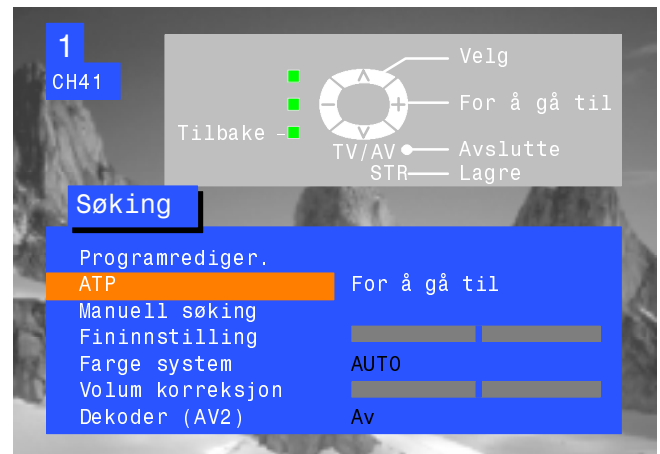 1
CH41
Velg
For å gå til
Tilbake
TV/AV Avslutte
STR Lagre
Søking
Programrediger.
ATP For å gå til
Manuell søking
Fininnstilling
Farge system AUTO
Volum korreksjon
Dekoder (AV2) Av